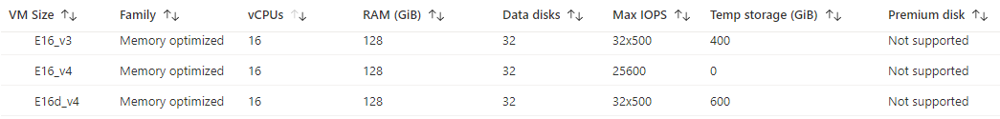 VM Size ↑↓ Family ↑↓ vCPUs ↑↓ RAM (GiB) ↑↓ Data disks ↑↓ Max IOPS ↑↓ Temp storage (GiB) ↑↓ Premium disk ↑↓
E16_v3 Memory optimized 16 128 32 32x500 400 Not supported
E16_v4 Memory optimized 16 128 32 25600 0 Not supported
E16d_v4 Memory optimized 16 128 32 32x500 600 Not supported